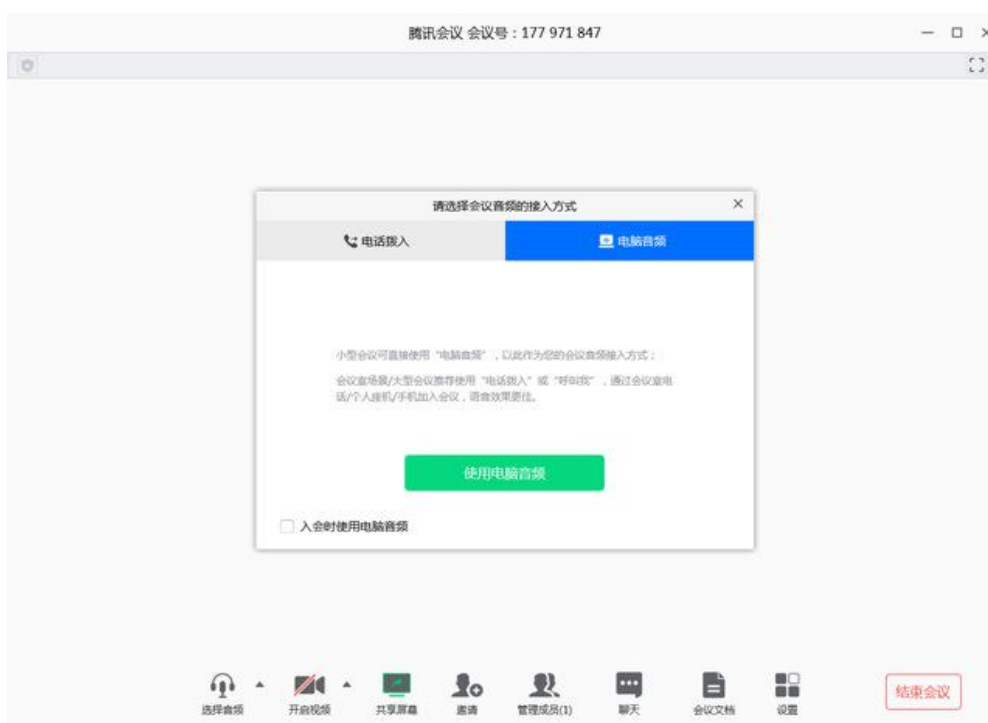 腾讯会议 会议号：177 971 847
请选择会议音频的接入方式
电话拨入
电脑音频
小型会议可直接使用“电脑音频”，以此作为您的会议音频接入方式；
会议室场景/大型会议推荐使用“电话拨入”或“呼叫我”，通过会议室电
话/个人座机/手机加入会议，语音效果更佳。
使用电脑音频
入会时使用电脑音频
选择音频
开启视频
共享屏幕
邀请
管理成员(1)
聊天
会议文档
设置
结束会议